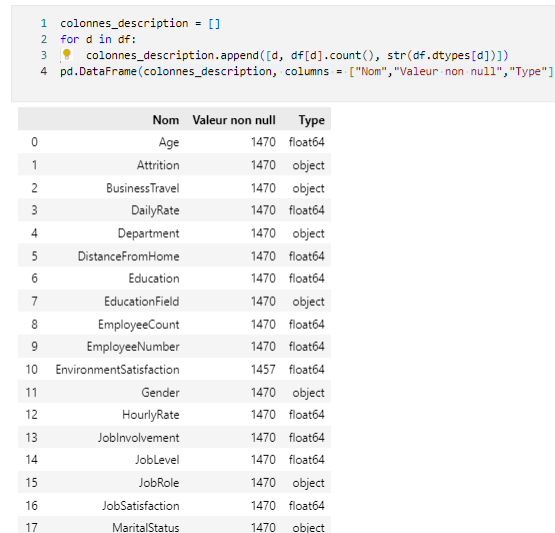 1 colonnes_description = []
2 for d in df:
3 colonnes_description.append([d, df[d].count(), str(df.dtypes[d])])
4 pd.DataFrame(colonnes_description, columns = ["Nom","Valeur non null","Type"]
Nom Valeur non null Type
0 Age 1470 float64
1 Attrition 1470 object
2 BusinessTravel 1470 object
3 DailyRate 1470 float64
4 Department 1470 object
5 DistanceFromHome 1470 float64
6 Education 1470 float64
7 EducationField 1470 object
8 EmployeeCount 1470 float64
9 EmployeeNumber 1470 float64
10 EnvironmentSatisfaction 1457 float64
11 Gender 1470 object
12 HourlyRate 1470 float64
13 JobInvolvement 1470 float64
14 JobLevel 1470 float64
15 JobRole 1470 object
16 JobSatisfaction 1470 float64
17 MaritalStatus 1470 object